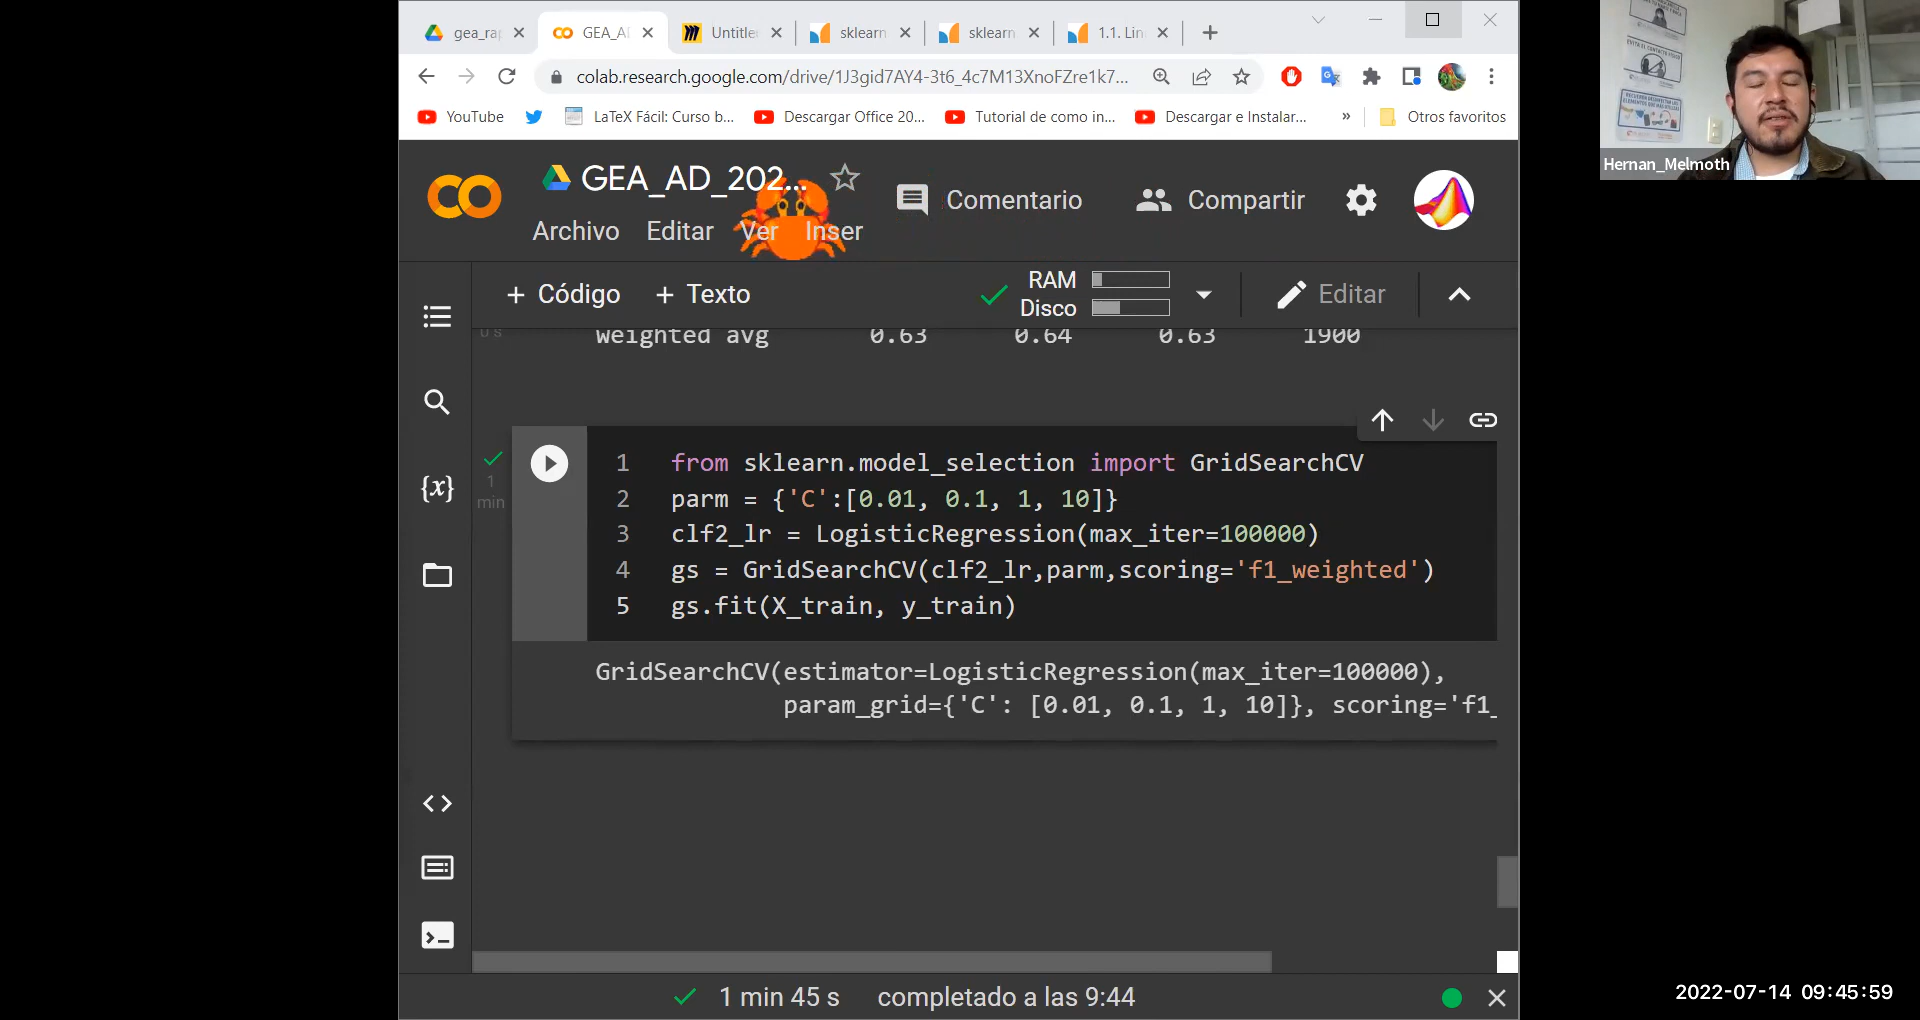 gea_ra
GEA_A
Untitle
sklearn
sklearn
1.1. Lin
colab.research.google.com/drive/1J3gid7AY4-3t6_4c7M13XnoFZre1k7...
YouTube
LaTeX Fácil: Curso b...
Descargar Office 20...
Tutorial de como in...
Descargar e Instalar...
»
Otros favoritos
GEA_AD_202...
Comentario
Compartir
Archivo Editar Ver Inser
+ Código + Texto
RAM
Disco
Editar
0 s
weighted avg 0.63 0.64 0.63 1900
1
min
{x}
1 from sklearn.model_selection import GridSearchCV
2 parm = {'C':[0.01, 0.1, 1, 10]}
3 clf2_lr = LogisticRegression(max_iter=100000)
4 gs = GridSearchCV(clf2_lr,parm,scoring='f1_weighted')
5 gs.fit(X_train, y_train)
GridSearchCV(estimator=LogisticRegression(max_iter=100000),
param_grid={'C': [0.01, 0.1, 1, 10]}, scoring='f1_
1 min 45 s completado a las 9:44
Hernan_Melmoth
2022-07-14 09:45:59